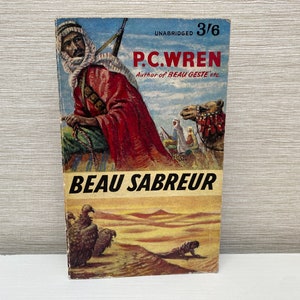 UNABRIDGED 3/6
P.C.WREN
Author of BEAU GESTE etc.
BEAU SABREUR